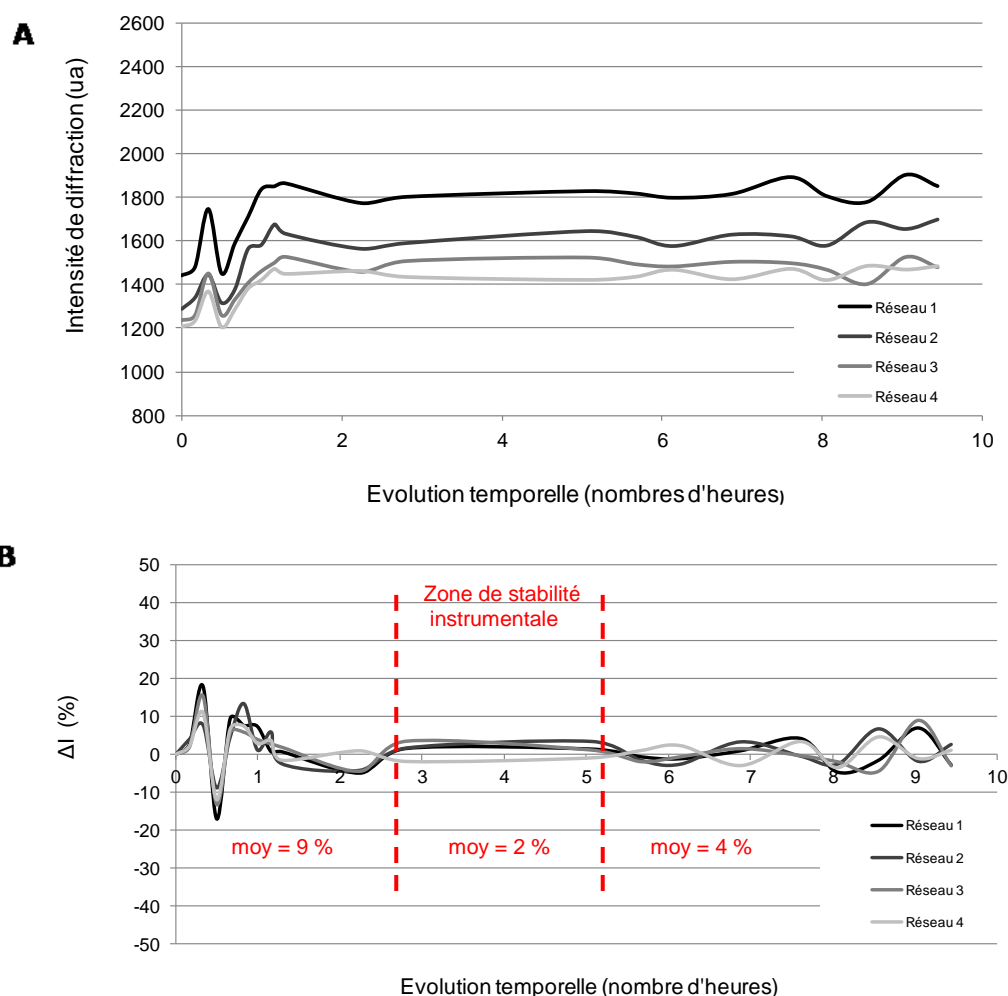 A
2600
2400
2200
2000
1800
1600
1400
1200
1000
800
0
2
4
6
8
10
Intensité de diffraction (ua)
Evolution temporelle (nombres d'heures)
Réseau 1
Réseau 2
Réseau 3
Réseau 4
B
50
40
30
20
10
0
-10
-20
-30
-40
-50
0
1
2
3
4
5
6
7
8
9
10
ΔI (%)
Zone de stabilité
instrumentale
moy = 9 %
moy = 2 %
moy = 4 %
Réseau 1
Réseau 2
Réseau 3
Réseau 4
Evolution temporelle (nombre d'heures)